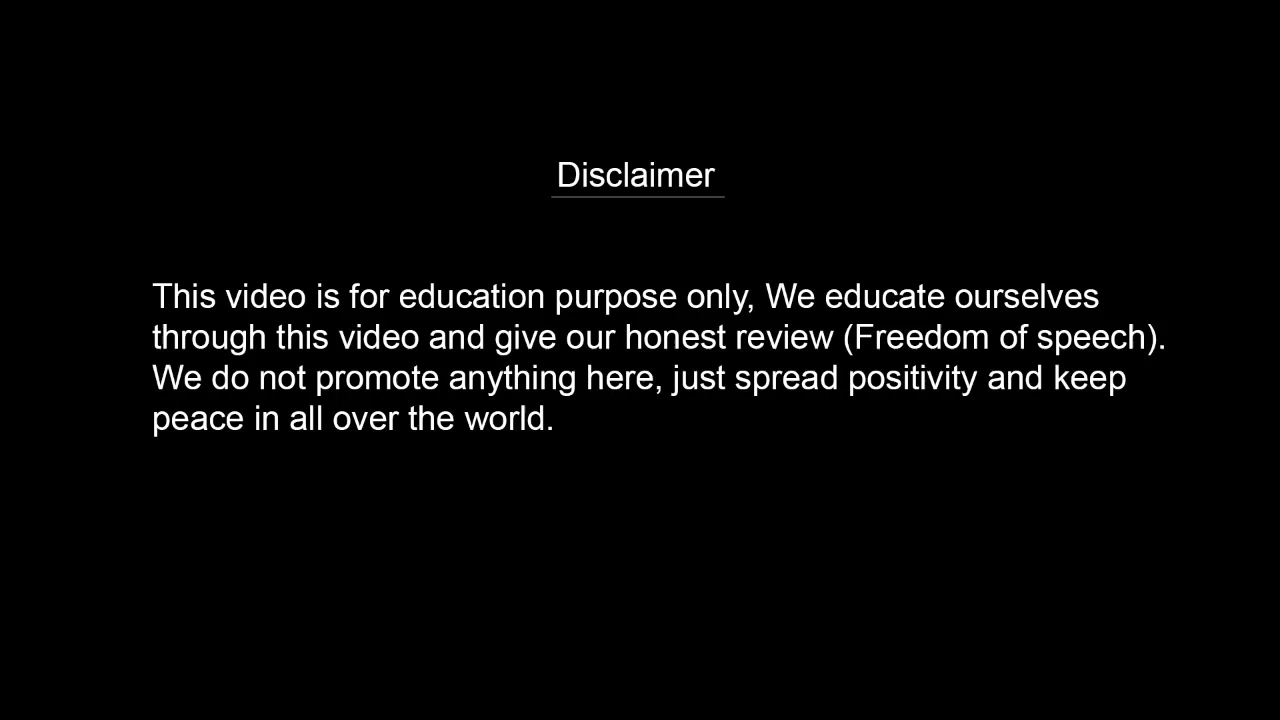 Disclaimer
This video is for education purpose only, We educate ourselves
through this video and give our honest review (Freedom of speech).
We do not promote anything here, just spread positivity and keep
peace in all over the world.